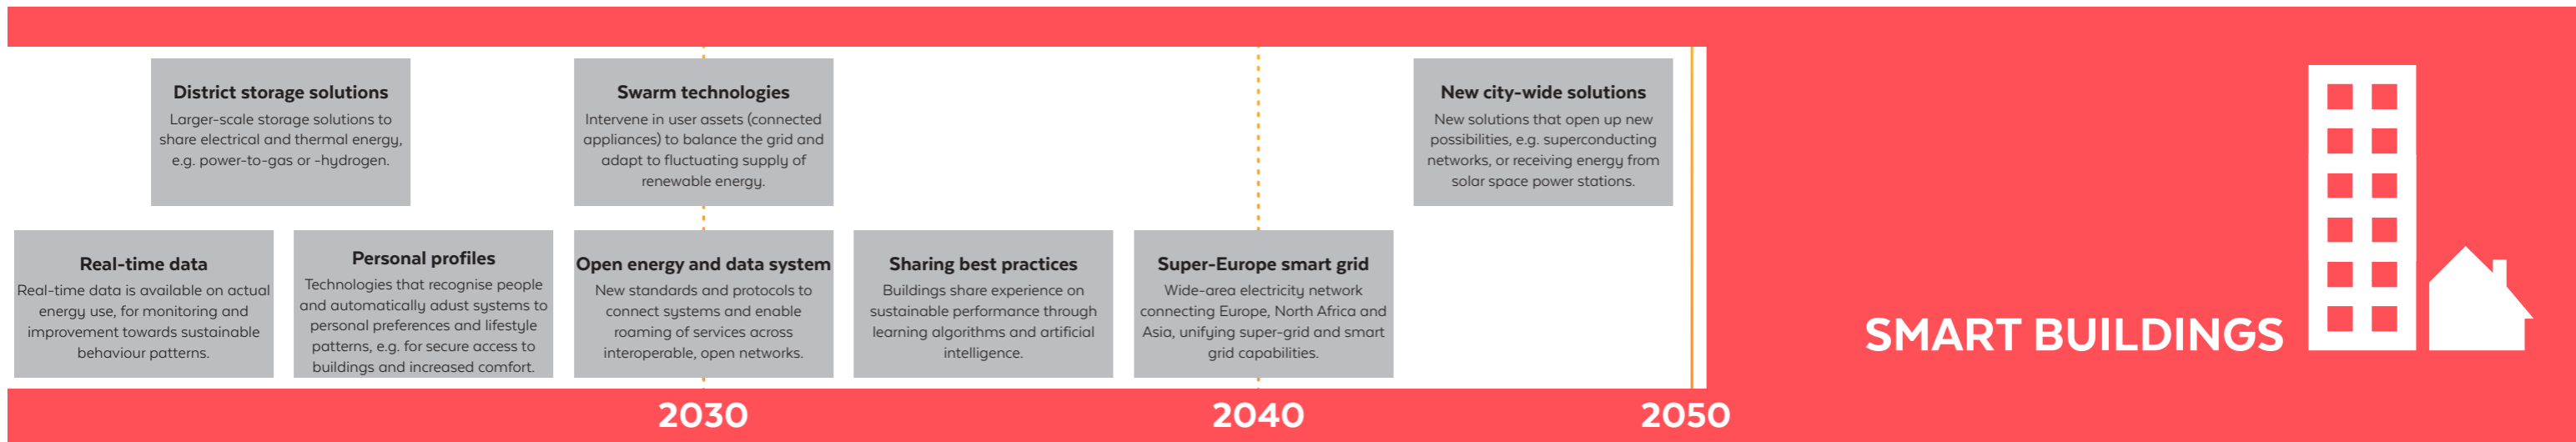 District storage solutions
Larger-scale storage solutions to
share electrical and thermal energy,
e.g. power-to-gas or -hydrogen.
Swarm technologies
Intervene in user assets (connected
appliances) to balance the grid and
adapt to fluctuating supply of
renewable energy.
New city-wide solutions
New solutions that open up new
possibilities, e.g. superconducting
networks, or receiving energy from
solar space power stations.
Real-time data
Real-time data is available on actual
energy use, for monitoring and
improvement towards sustainable
behaviour patterns.
Personal profiles
Technologies that recognise people
and automatically adust systems to
personal preferences and lifestyle
patterns, e.g. for secure access to
buildings and increased comfort.
Open energy and data system
New standards and protocols to
connect systems and enable
roaming of services across
interoperable, open networks.
Sharing best practices
Buildings share experience on
sustainable performance through
learning algorithms and artificial
intelligence.
Super-Europe smart grid
Wide-area electricity network
connecting Europe, North Africa and
Asia, unifying super-grid and smart
grid capabilities.
2030
2040
2050
SMART BUILDINGS